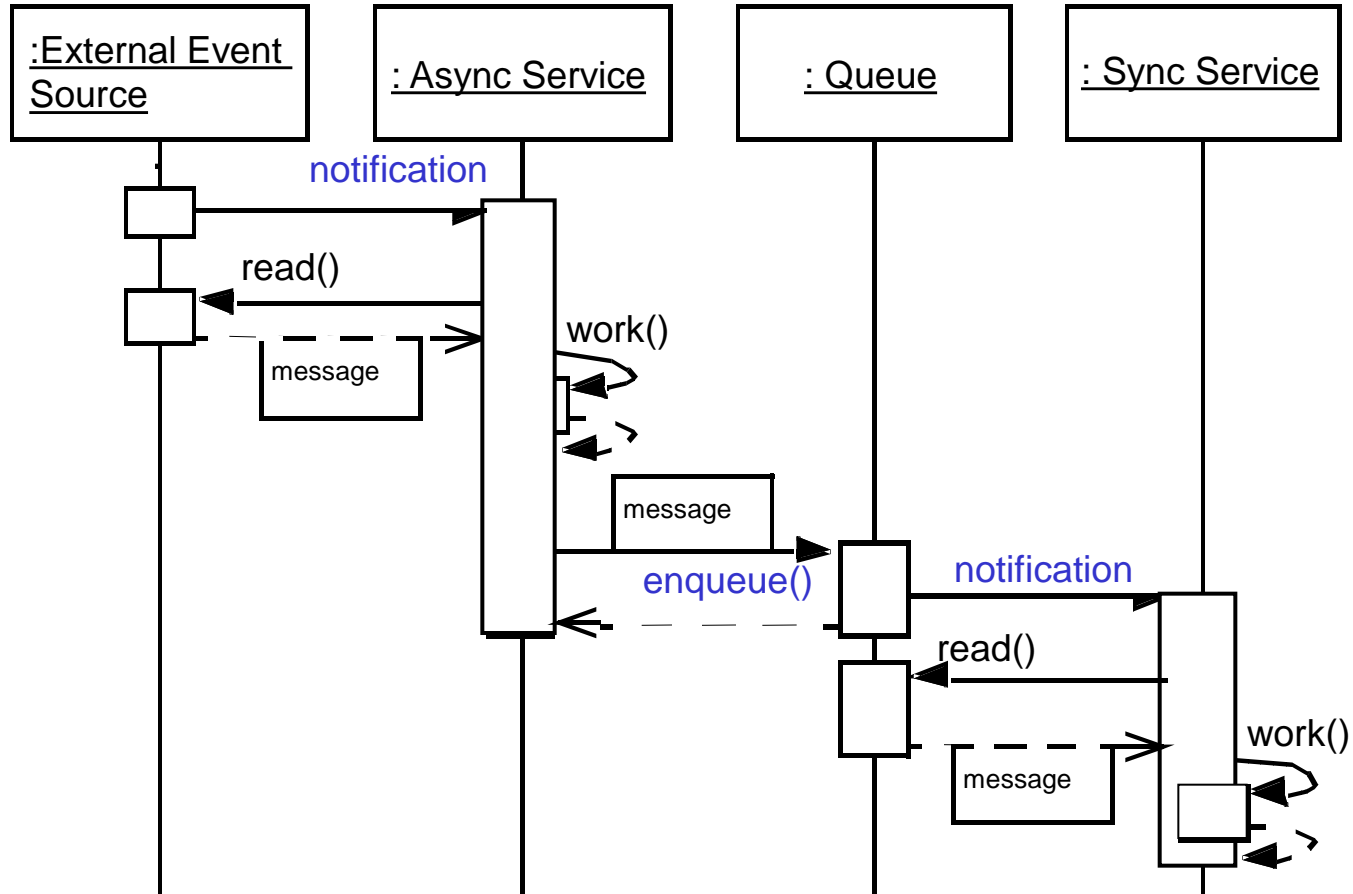 :External Event
Source
: Async Service
: Queue
: Sync Service
notification
read()
work()
message
message
enqueue()
notification
read()
work()
message